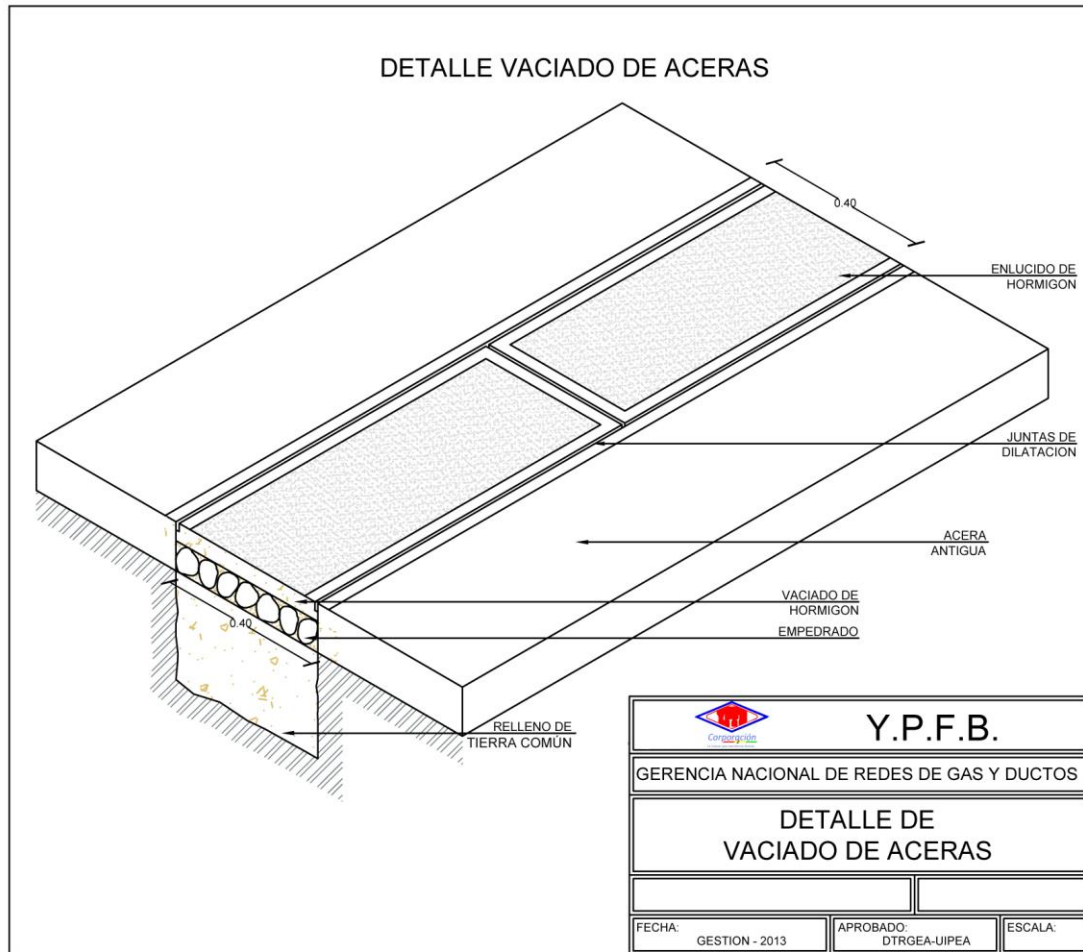 DETALLE VACIADO DE ACERAS
0.40
ENLUCIDO DE
HORMIGON
JUNTAS DE
DILATACION
ACERA
ANTIGUA
VACIADO DE
HORMIGON
EMPEDRADO
0.40
RELLENO DE
TIERRA COMÚN
Corporación
Y.P.F.B.
GERENCIA NACIONAL DE REDES DE GAS Y DUCTOS
DETALLE DE
VACIADO DE ACERAS
FECHA:
GESTION - 2013
APROBADO:
DTRGEA-UIPEA
ESCALA: